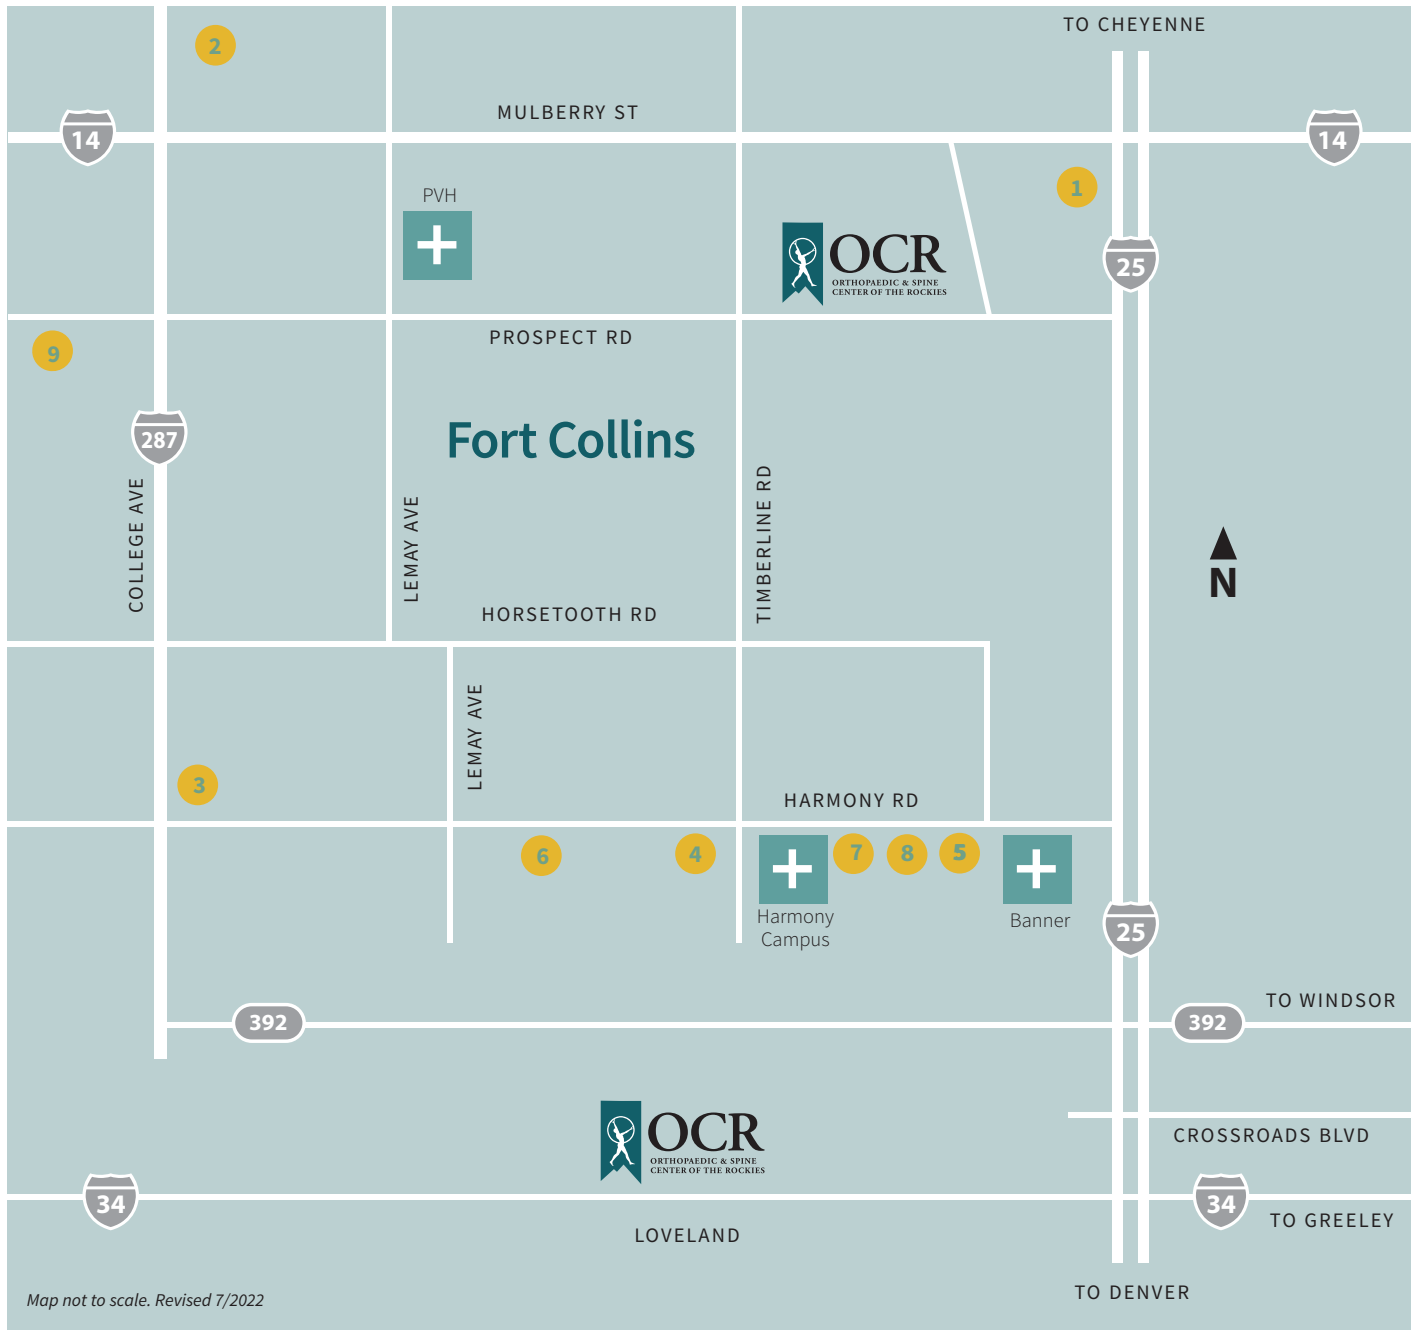 TO CHEYENNE
2
MULBERRY ST
14
14
1
PVH
OCR
ORTHOPAEDIC & SPINE
CENTER OF THE ROCKIES
25
PROSPECT RD
9
287
Fort Collins
COLLEGE AVE
LEMAY AVE
TIMBERLINE RD
N
HORSETOOTH RD
LEMAY AVE
3
HARMONY RD
6
4
7
8
5
Harmony
Campus
Banner
25
TO WINDSOR
392
392
OCR
ORTHOPAEDIC & SPINE
CENTER OF THE ROCKIES
CROSSROADS BLVD
34
34
TO GREELEY
LOVELAND
TO DENVER
Map not to scale. Revised 7/2022